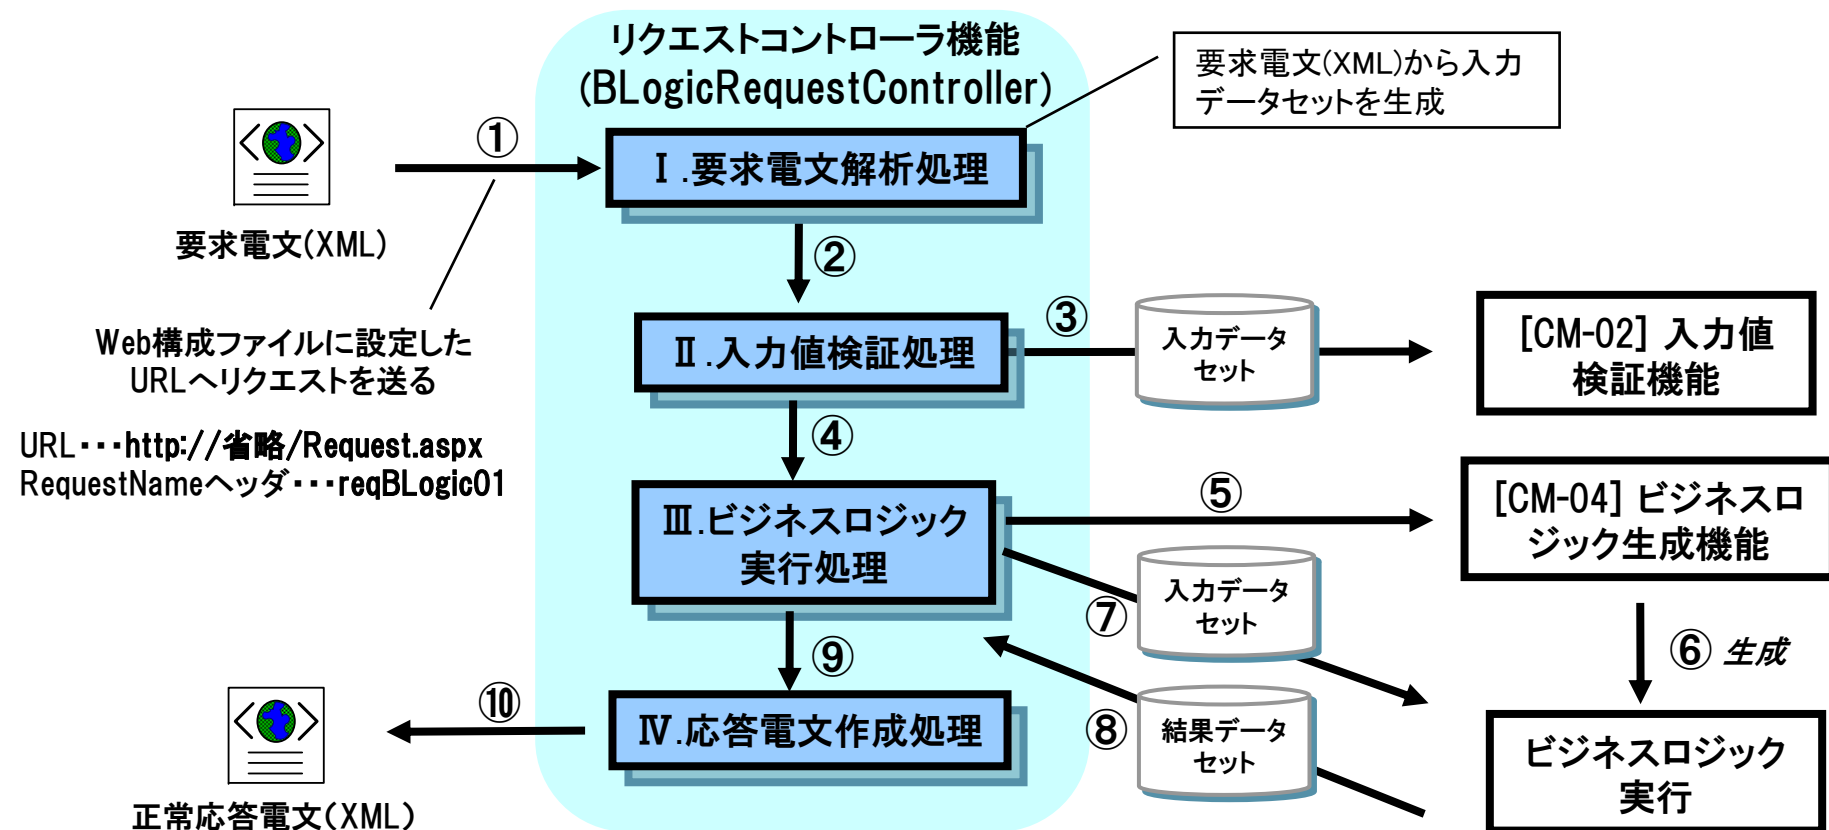 リクエストコントローラ機能
(BLogicRequestController)
要求電文(XML)から入力
データセットを生成
①
Ⅰ.要求電文解析処理
要求電文(XML)
②
Web構成ファイルに設定した
URLへリクエストを送る
URL・・・http://省略/Request.aspx
RequestNameヘッダ・・・reqBLogic01
Ⅱ.入力値検証処理
③
入力データ
セット
[CM-02] 入力値
検証機能
④
Ⅲ.ビジネスロジック
実行処理
⑤
[CM-04] ビジネスロ
ジック生成機能
⑥ 生成
⑦
入力データ
セット
⑧
結果データ
セット
ビジネスロジック
実行
⑨
Ⅳ.応答電文作成処理
⑩
正常応答電文(XML)